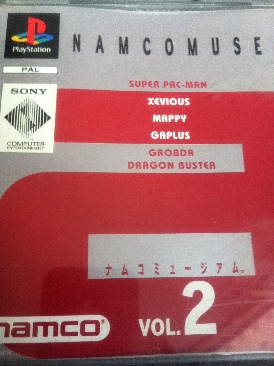 PlayStation
NAMCOMUSE
PAL
SONY
COMPUTER
ENTERTAINMENT
SUPER PAC-MAN
XEVIOUS
MAPPY
GAPLUS
GROBDA
DRAGON BUSTER
ナムコミュージアム
namco
VOL.2